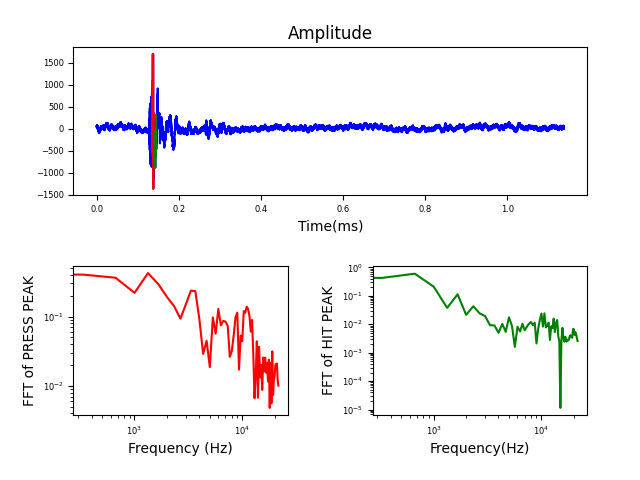 Amplitude
1500
1000
500
0
−500
−1000
−1500
0.0 0.2 0.4 0.6 0.8 1.0
Time(ms)
FFT of PRESS PEAK
10⁻¹
10⁻²
10³ 10⁴
Frequency (Hz)
FFT of HIT PEAK
10⁰
10⁻¹
10⁻²
10⁻³
10⁻⁴
10⁻⁵
10³ 10⁴
Frequency(Hz)